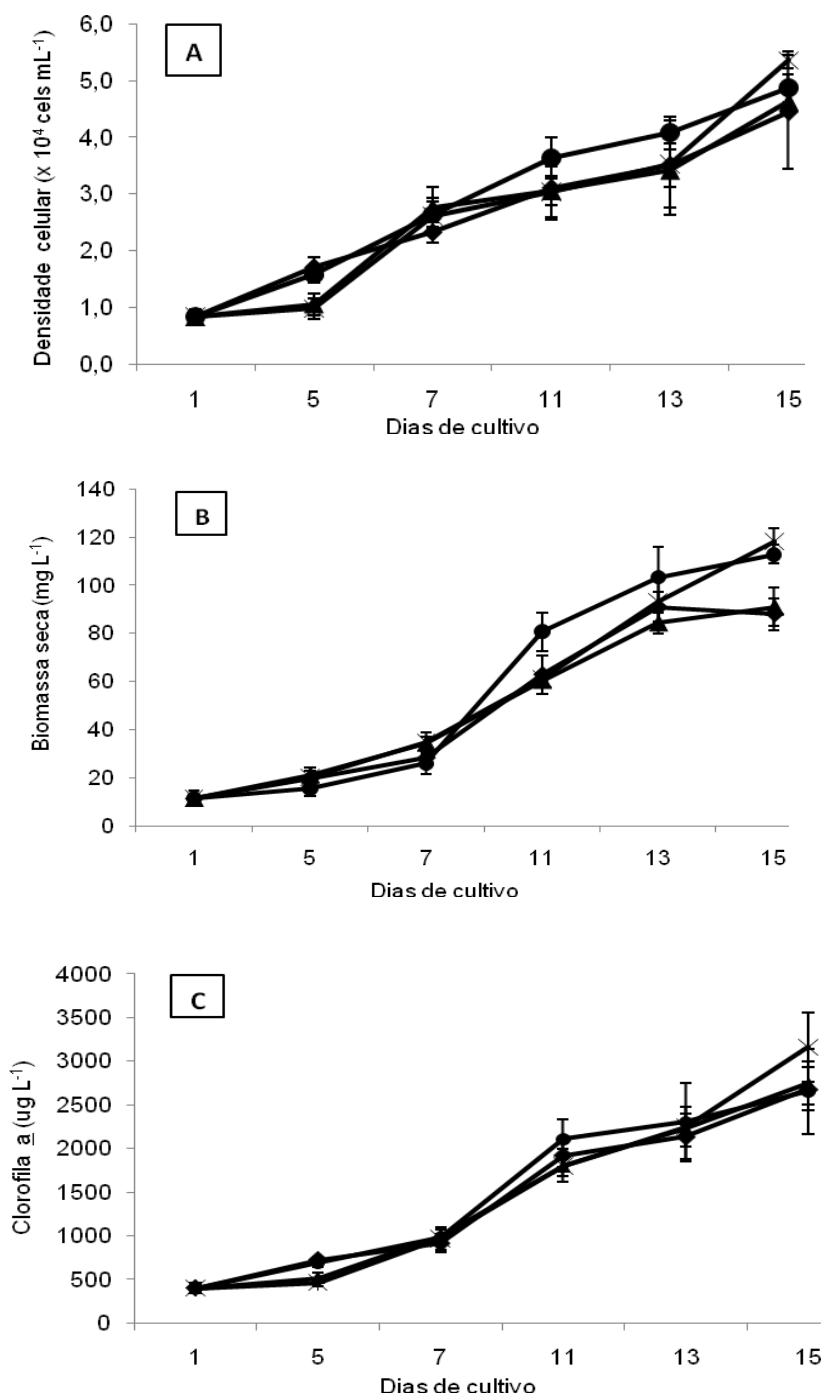 A
Densidade celular (x 10⁴ cels mL⁻¹)
6,0
5,0
4,0
3,0
2,0
1,0
0,0
1 5 7 11 13 15
Dias de cultivo
B
Biomassa seca (mg L⁻¹)
140
120
100
80
60
40
20
0
1 5 7 11 13 15
Dias de cultivo
C
Clorofila a (ug L⁻¹)
4000
3500
3000
2500
2000
1500
1000
500
0
1 5 7 11 13 15
Dias de cultivo